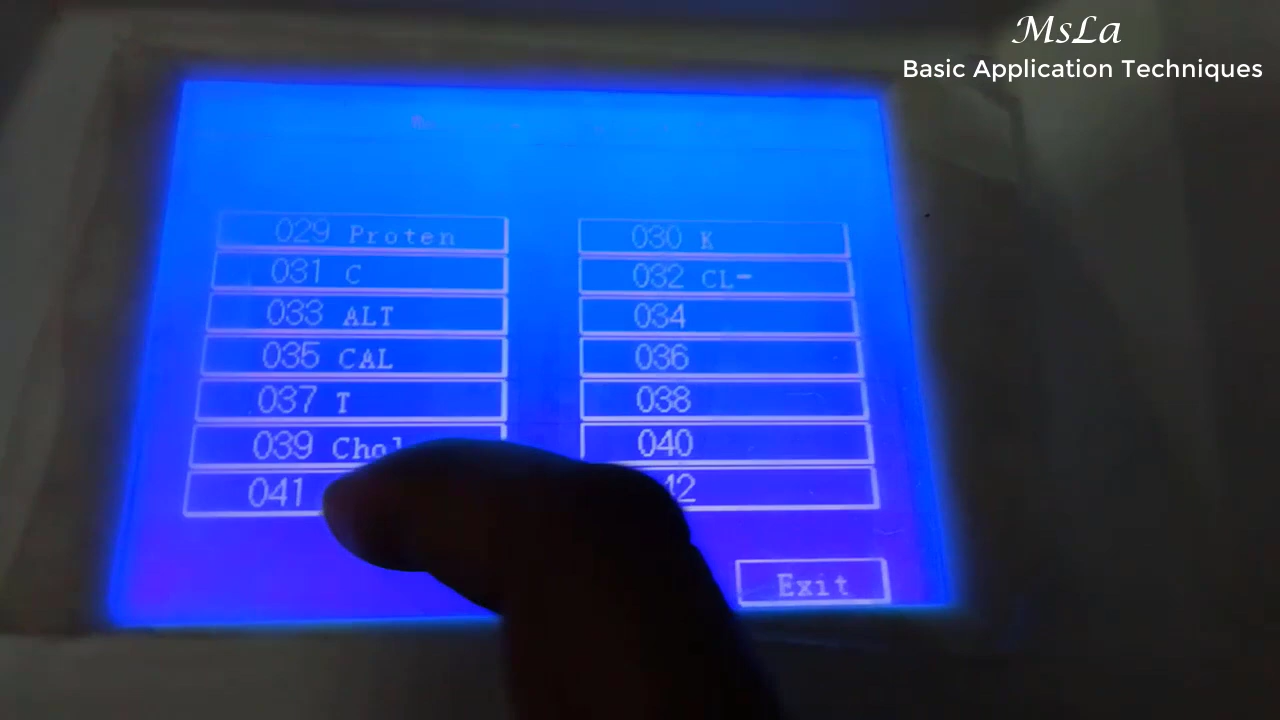 MsLa
Basic Application Techniques
029 Proten
030 K
031 C
032 CL-
033 ALT
034
035 CAL
036
037 T
038
039 Chol
040
041
Exit